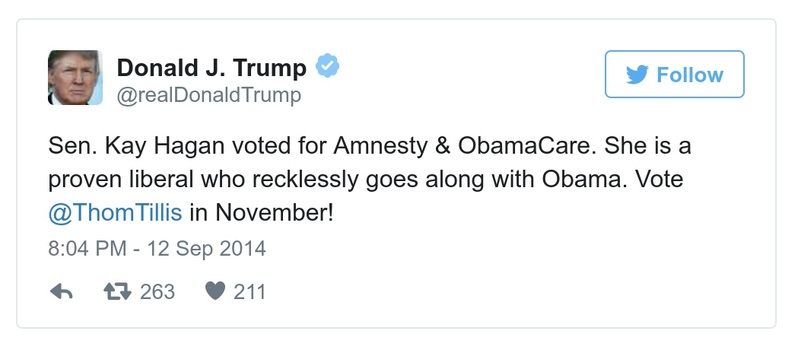 Donald J. Trump
@realDonaldTrump
Follow
Sen. Kay Hagan voted for Amnesty & ObamaCare. She is a
proven liberal who recklessly goes along with Obama. Vote
@ThomTillis in November!
8:04 PM - 12 Sep 2014
263 211